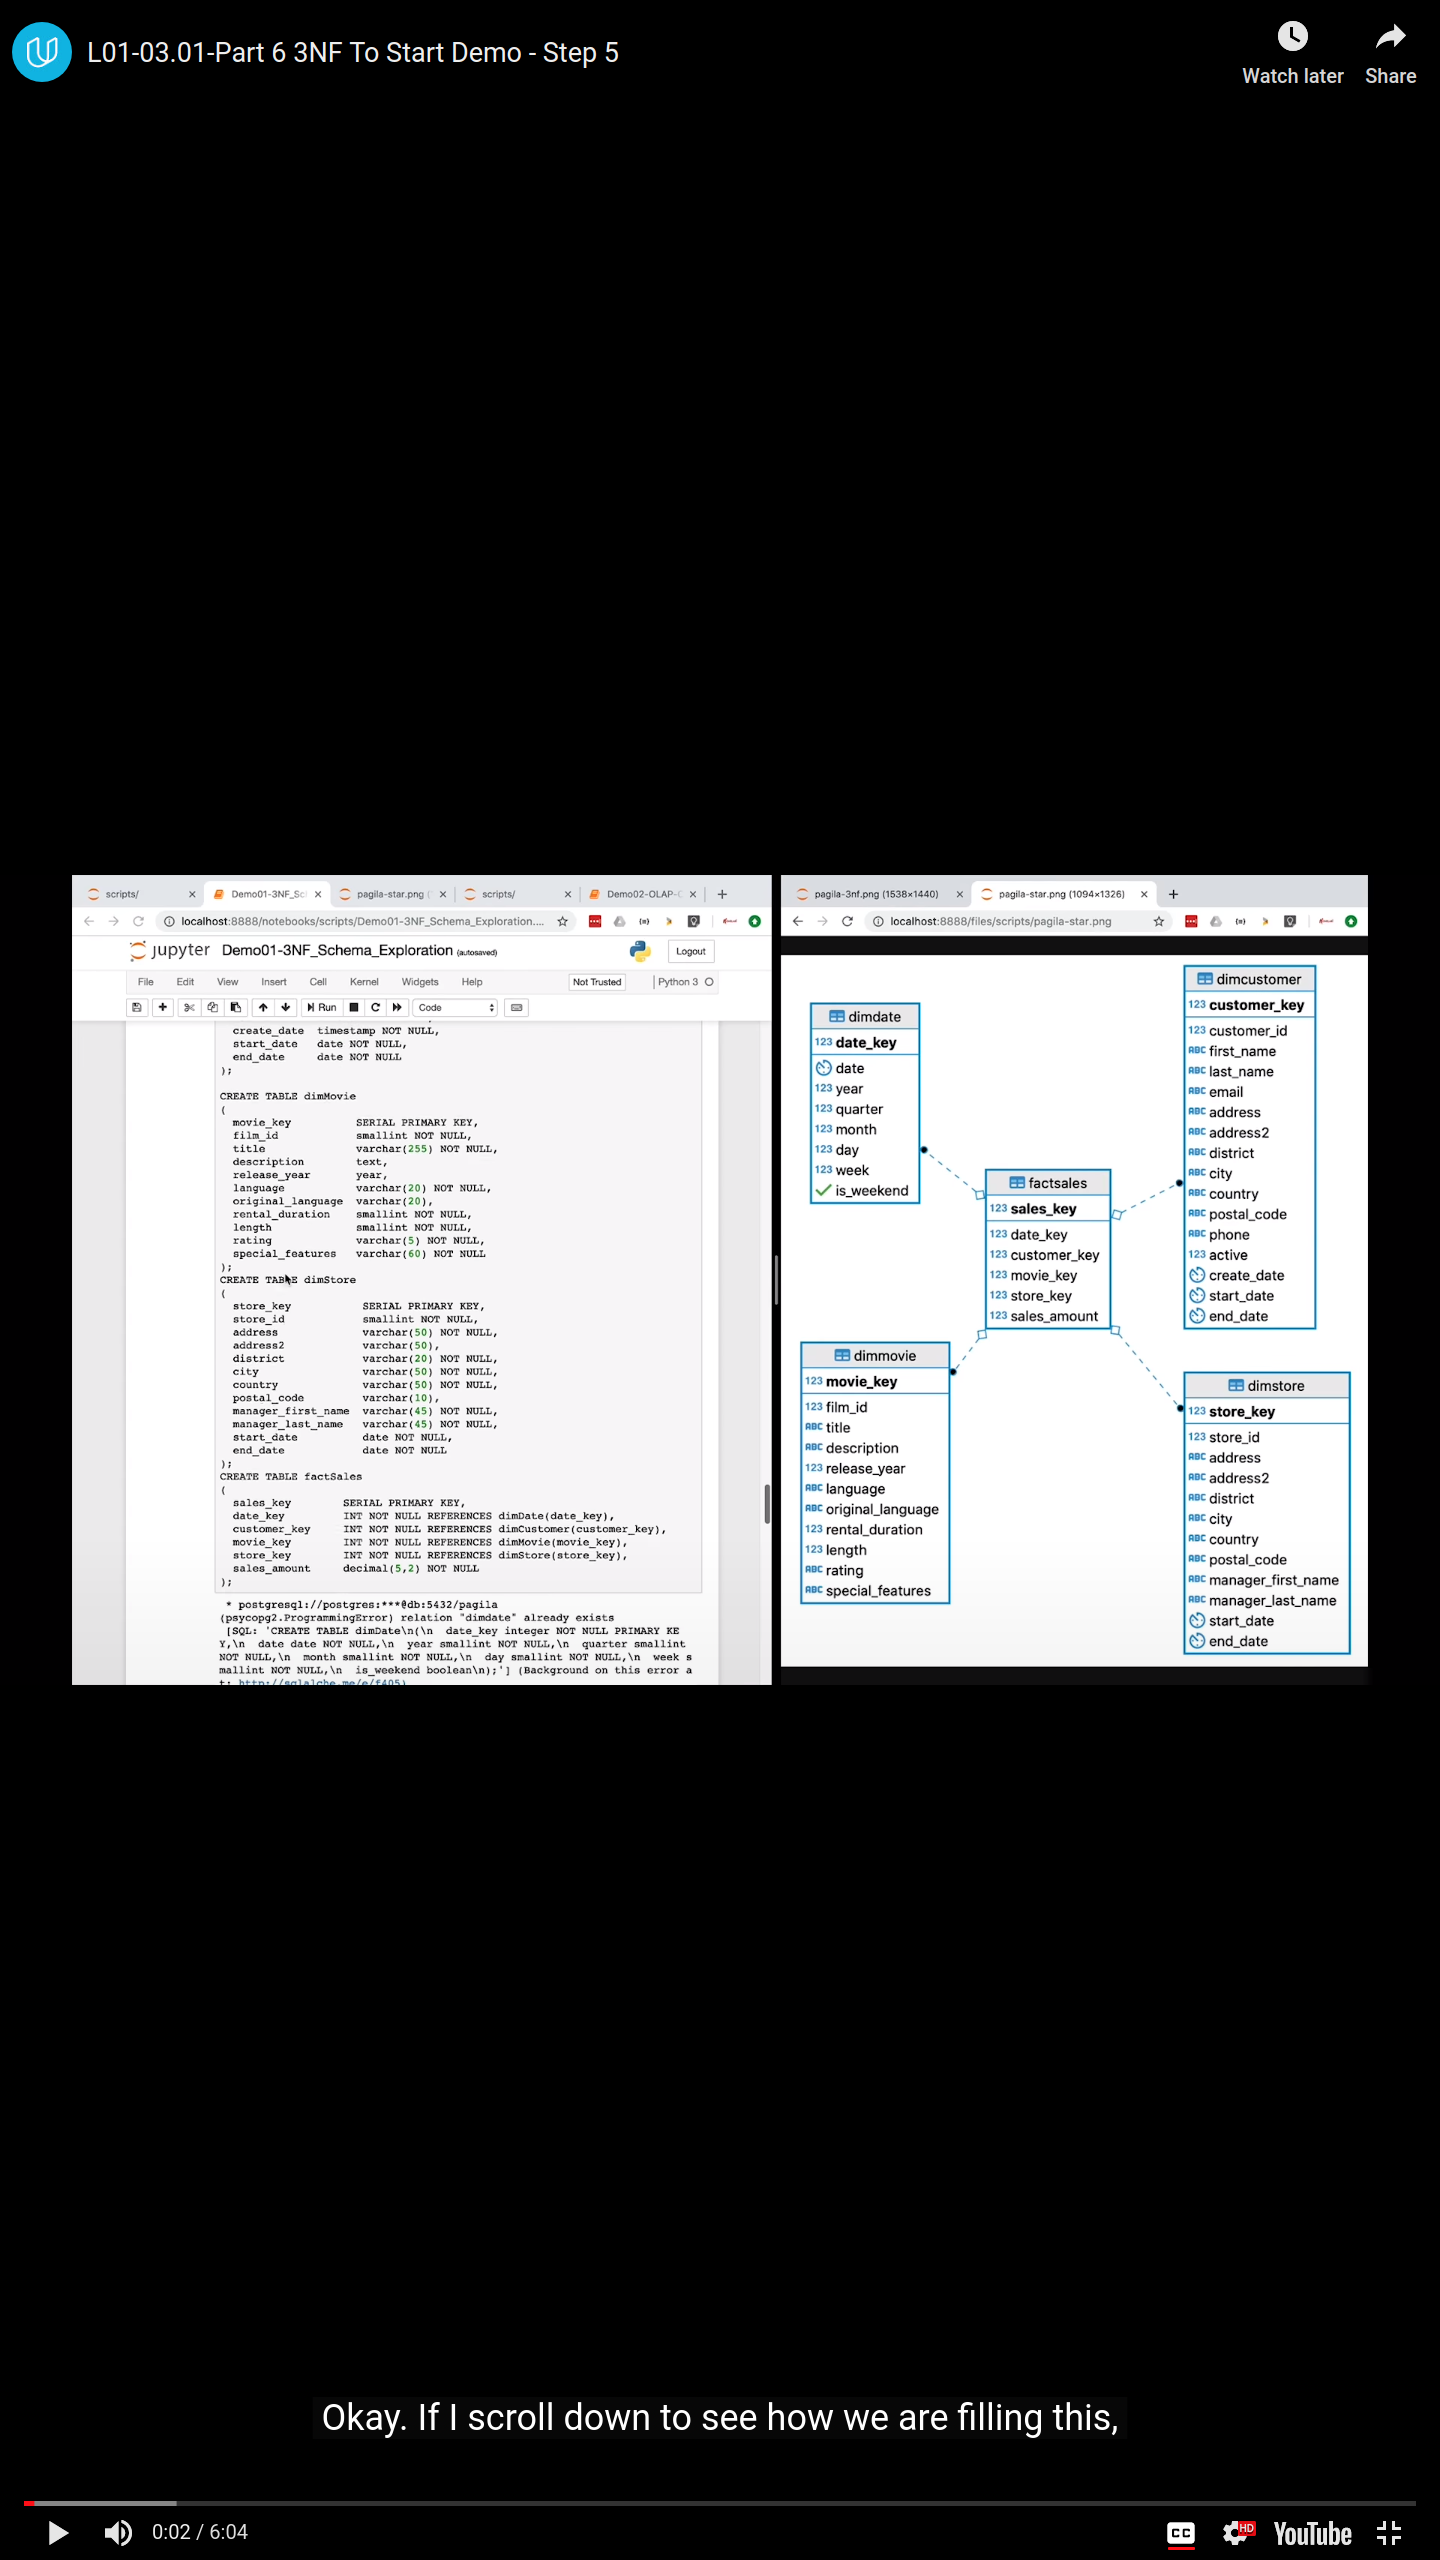 L01-03.01-Part 6 3NF To Start Demo - Step 5
Watch later
Share
scripts/
Demo01-3NF_Sc
pagila-star.png (
scripts/
Demo02-OLAP-C
localhost:8888/notebooks/scripts/Demo01-3NF_Schema_Exploration....
jupyter Demo01-3NF_Schema_Exploration (autosaved)
Logout
File Edit View Insert Cell Kernel Widgets Help
Not Trusted
Python 3
Run
Code
create_date timestamp NOT NULL,
start_date date NOT NULL,
end_date date NOT NULL
);
CREATE TABLE dimMovie
(
movie_key SERIAL PRIMARY KEY,
film_id smallint NOT NULL,
title varchar(255) NOT NULL,
description text,
release_year year,
language varchar(20) NOT NULL,
original_language varchar(20),
rental_duration smallint NOT NULL,
length smallint NOT NULL,
rating varchar(5) NOT NULL,
special_features varchar(60) NOT NULL
);
CREATE TABLE dimStore
(
store_key SERIAL PRIMARY KEY,
store_id smallint NOT NULL,
address varchar(50) NOT NULL,
address2 varchar(50),
district varchar(20) NOT NULL,
city varchar(50) NOT NULL,
country varchar(50) NOT NULL,
postal_code varchar(10),
manager_first_name varchar(45) NOT NULL,
manager_last_name varchar(45) NOT NULL,
start_date date NOT NULL,
end_date date NOT NULL
);
CREATE TABLE factSales
(
sales_key SERIAL PRIMARY KEY,
date_key INT NOT NULL REFERENCES dimDate(date_key),
customer_key INT NOT NULL REFERENCES dimCustomer(customer_key),
movie_key INT NOT NULL REFERENCES dimMovie(movie_key),
store_key INT NOT NULL REFERENCES dimStore(store_key),
sales_amount decimal(5,2) NOT NULL
);
* postgresql://postgres:***@db:5432/pagila
(psycopg2.ProgrammingError) relation "dimdate" already exists
[SQL: 'CREATE TABLE dimDate\n(\n date_key integer NOT NULL PRIMARY KE
Y,\n date date NOT NULL,\n year smallint NOT NULL,\n quarter smallint
NOT NULL,\n month smallint NOT NULL,\n day smallint NOT NULL,\n week s
mallint NOT NULL,\n is_weekend boolean\n);'] (Background on this error a
t: http://sqlalche.me/e/f405)
pagila-3nf.png (1538×1440)
pagila-star.png (1094×1326)
localhost:8888/files/scripts/pagila-star.png
dimdate
123 date_key
date
123 year
123 quarter
123 month
123 day
123 week
is_weekend
factsales
123 sales_key
123 date_key
123 customer_key
123 movie_key
123 store_key
123 sales_amount
dimcustomer
123 customer_key
123 customer_id
ABC first_name
ABC last_name
ABC email
ABC address
ABC address2
ABC district
ABC city
ABC country
ABC postal_code
ABC phone
123 active
create_date
start_date
end_date
dimmovie
123 movie_key
123 film_id
ABC title
ABC description
123 release_year
ABC language
ABC original_language
123 rental_duration
123 length
ABC rating
ABC special_features
dimstore
123 store_key
123 store_id
ABC address
ABC address2
ABC district
ABC city
ABC country
ABC postal_code
ABC manager_first_name
ABC manager_last_name
start_date
end_date
Okay. If I scroll down to see how we are filling this,
0:02 / 6:04
CC
HD
YouTube